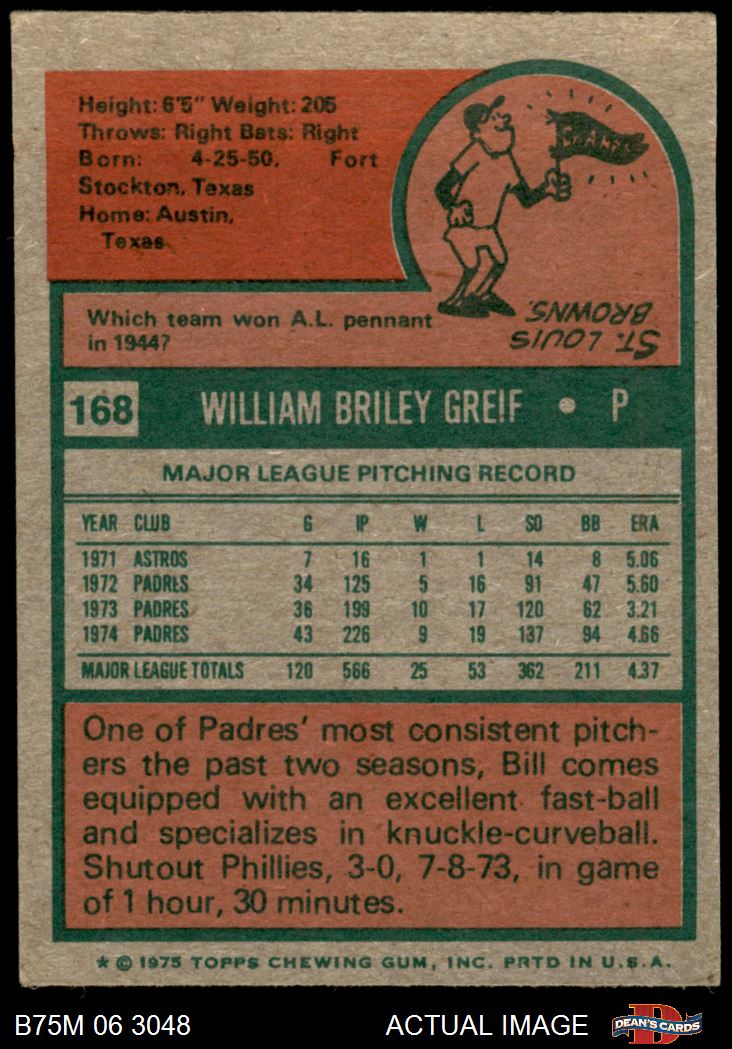 Height: 6'5" Weight: 205
Throws: Right Bats: Right
Born: 4-25-50, Fort
Stockton, Texas
Home: Austin,
Texas
CHAMPS
Which team won A.L. pennant
in 1944?
ST. LOUIS
BROWNS.
168 WILLIAM BRILEY GREIF • P
MAJOR LEAGUE PITCHING RECORD
YEAR CLUB G IP W L SO BB ERA
1971 ASTROS 7 16 1 1 14 8 5.06
1972 PADRES 34 125 5 16 91 47 5.60
1973 PADRES 36 199 10 17 120 62 3.21
1974 PADRES 43 226 9 19 137 94 4.66
MAJOR LEAGUE TOTALS 120 566 25 53 362 211 4.37
One of Padres' most consistent pitch-
ers the past two seasons, Bill comes
equipped with an excellent fast-ball
and specializes in knuckle-curveball.
Shutout Phillies, 3-0, 7-8-73, in game
of 1 hour, 30 minutes.
* © 1975 TOPPS CHEWING GUM, INC. PRTD IN U.S.A.
B75M 06 3048 ACTUAL IMAGE D DEAN'S CARDS